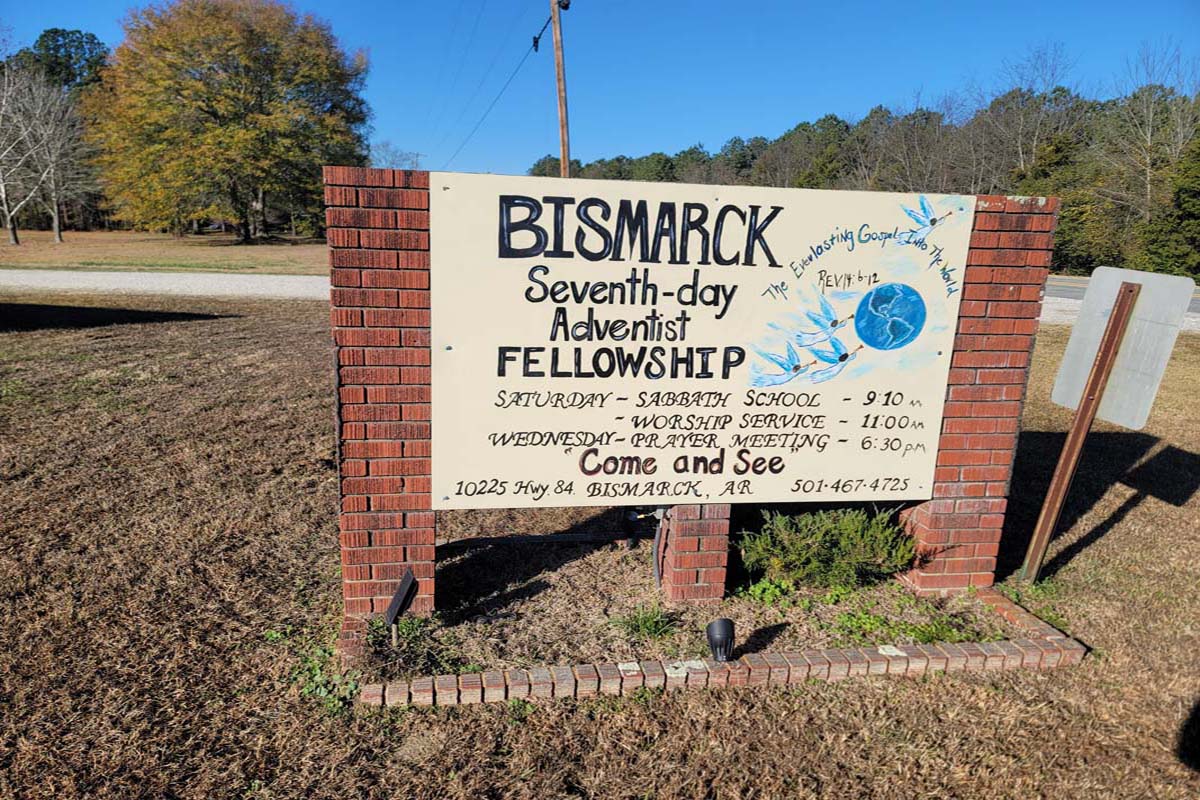 BISMARCK
Seventh-day
Adventist
FELLOWSHIP
The Everlasting Gospel Into The World
REV 14:6-12
SATURDAY - SABBATH SCHOOL - 9:10 AM
- WORSHIP SERVICE - 11:00 AM
WEDNESDAY - PRAYER MEETING - 6:30 pm
"Come and See"
10225 Hwy. 84 BISMARCK, AR 501-467-4725